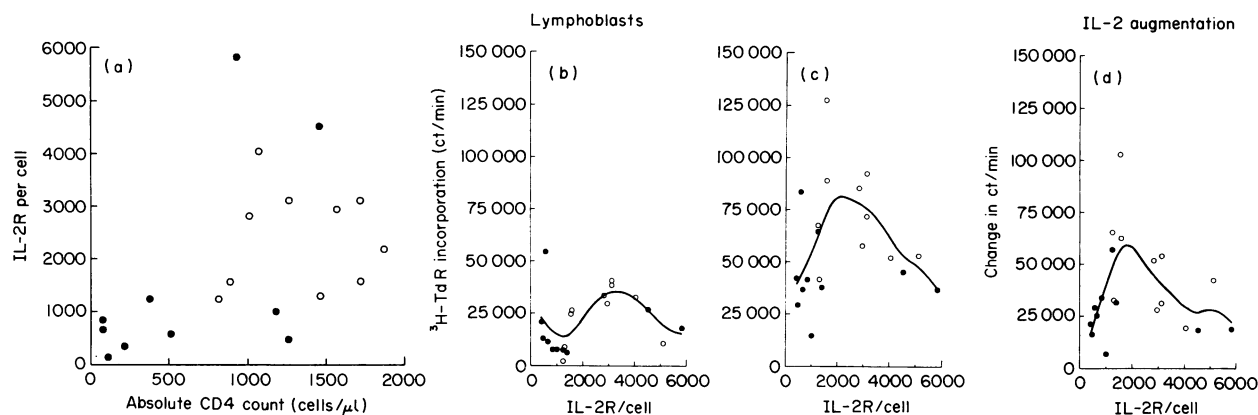 Lymphoblasts
IL-2 augmentation
(a)
IL-2R per cell
6000
5000
4000
3000
2000
1000
0
0 500 1000 1500 2000
Absolute CD4 count (cells/μl)
(b)
³H-TdR incorporation (ct/min)
150 000
125 000
100 000
75 000
50 000
25 000
0
0 2000 4000 6000
IL-2R/cell
(c)
150 000
125 000
100 000
75 000
50 000
25 000
0
0 2000 4000 6000
IL-2R/cell
(d)
Change in ct/min
150 000
125 000
100 000
75 000
50 000
25 000
0
0 2000 4000 6000
IL-2R/cell